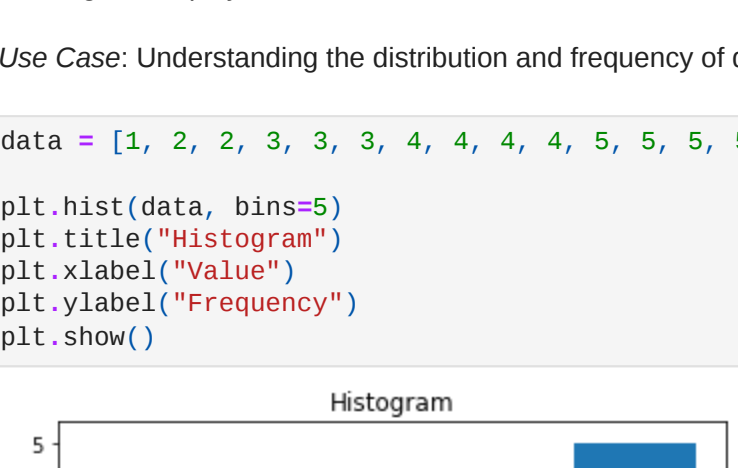 Use Case: Understanding the distribution and frequency of
data = [1, 2, 2, 3, 3, 3, 4, 4, 4, 4, 5, 5, 5,
plt.hist(data, bins=5)
plt.title("Histogram")
plt.xlabel("Value")
plt.ylabel("Frequency")
plt.show()
Histogram
5